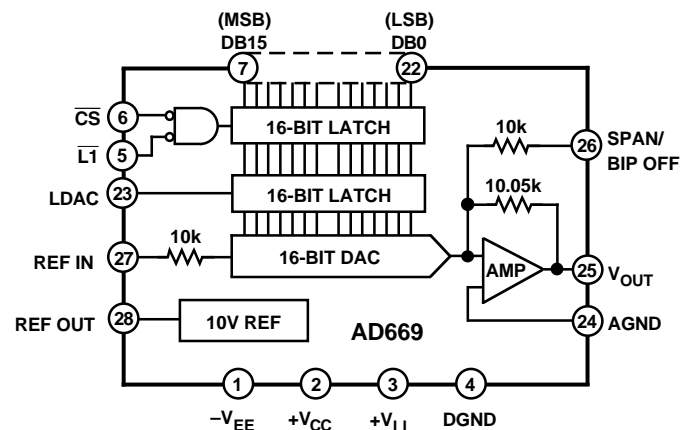 (MSB)
DB15
(LSB)
DB0
7
22
CS
6
L1
5
16-BIT LATCH
10k
26
SPAN/
BIP OFF
LDAC
23
16-BIT LATCH
10.05k
REF IN
27
10k
16-BIT DAC
AMP
25
VOUT
REF OUT
28
10V REF
AD669
24
AGND
1
2
3
4
–VEE
+VCC
+VLL
DGND